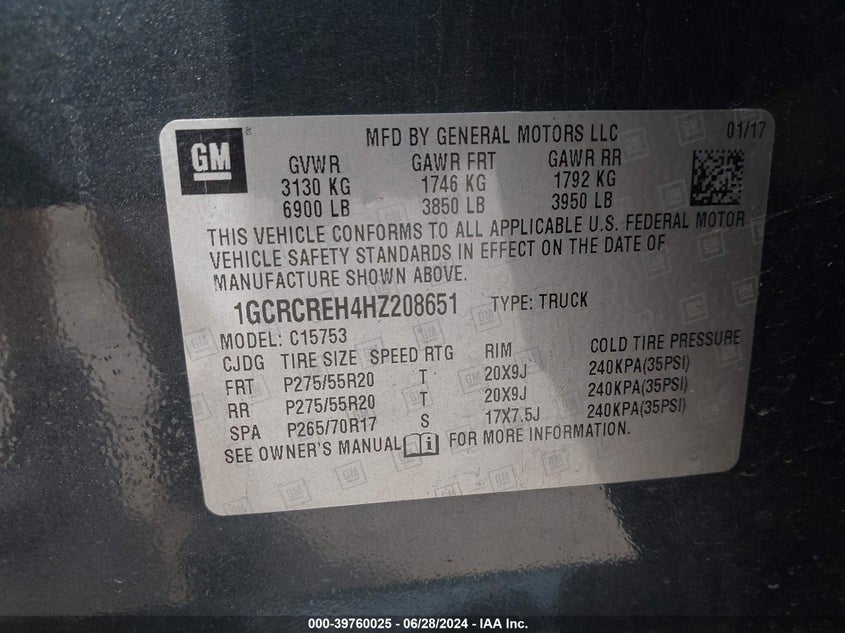 GM
MFD BY GENERAL MOTORS LLC 01/17
GVWR GAWR FRT GAWR RR
3130 KG 1746 KG 1792 KG
6900 LB 3850 LB 3950 LB
THIS VEHICLE CONFORMS TO ALL APPLICABLE U.S. FEDERAL MOTOR
VEHICLE SAFETY STANDARDS IN EFFECT ON THE DATE OF
MANUFACTURE SHOWN ABOVE.
1GCRCREH4HZ208651 TYPE: TRUCK
MODEL: C15753
CJDG TIRE SIZE SPEED RTG RIM COLD TIRE PRESSURE
FRT P275/55R20 T 20X9J 240KPA(35PSI)
RR P275/55R20 T 20X9J 240KPA(35PSI)
SPA P265/70R17 S 17X7.5J 240KPA(35PSI)
SEE OWNER'S MANUAL FOR MORE INFORMATION.
000-39760025 - 06/28/2024 - IAA Inc.